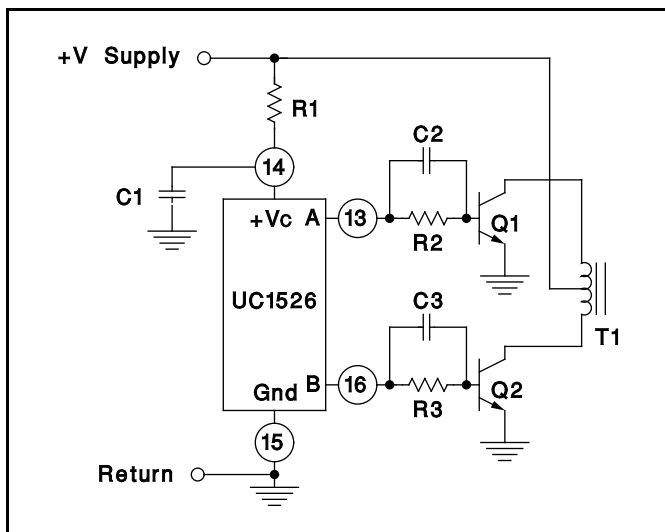 +V Supply
R1
C2
14
C1
+Vc
A
13
R2
Q1
UC1526
C3
T1
B
16
R3
Q2
Gnd
15
Return